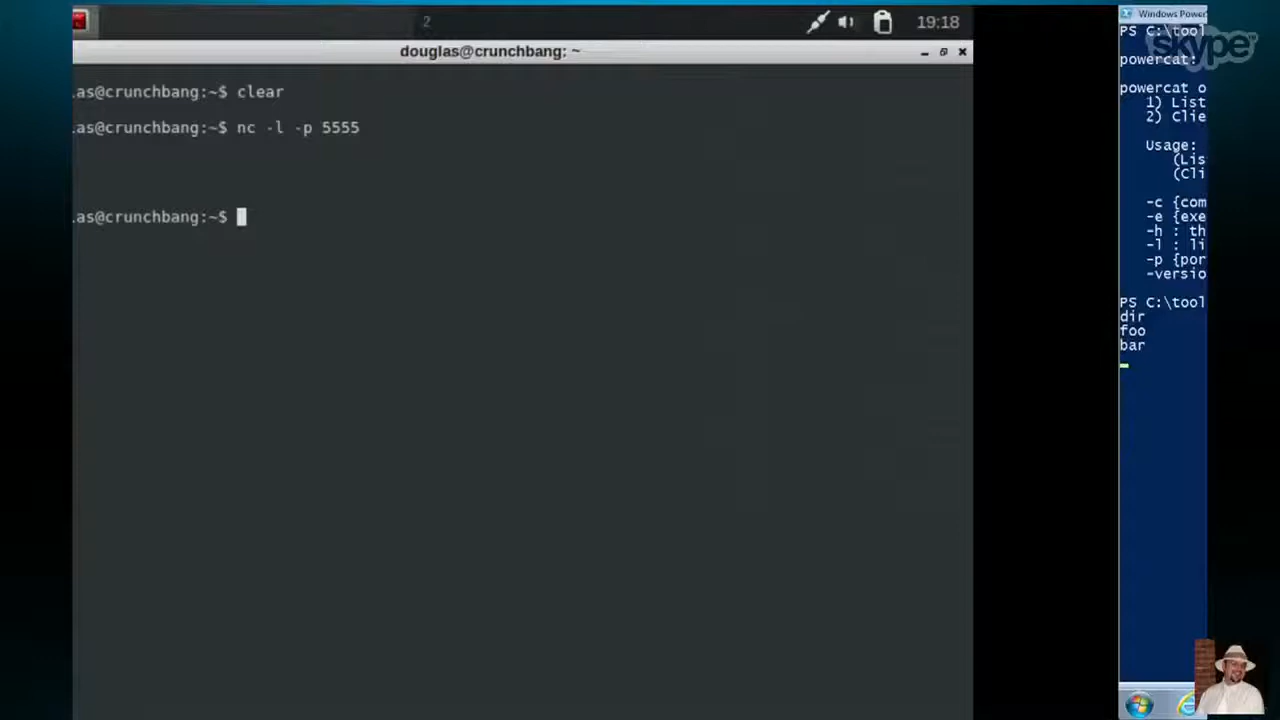 2
19:18
douglas@crunchbang: ~
.as@crunchbang:~$ clear
.as@crunchbang:~$ nc -l -p 5555
.as@crunchbang:~$
Windows Power
skype
PS C:\tool
powercat:
powercat o
1) List
2) Clie
Usage:
(Lis
(Cli
-c {com
-e {exe
-h : th
-l : li
-p {por
-versio
PS C:\tool
dir
foo
bar